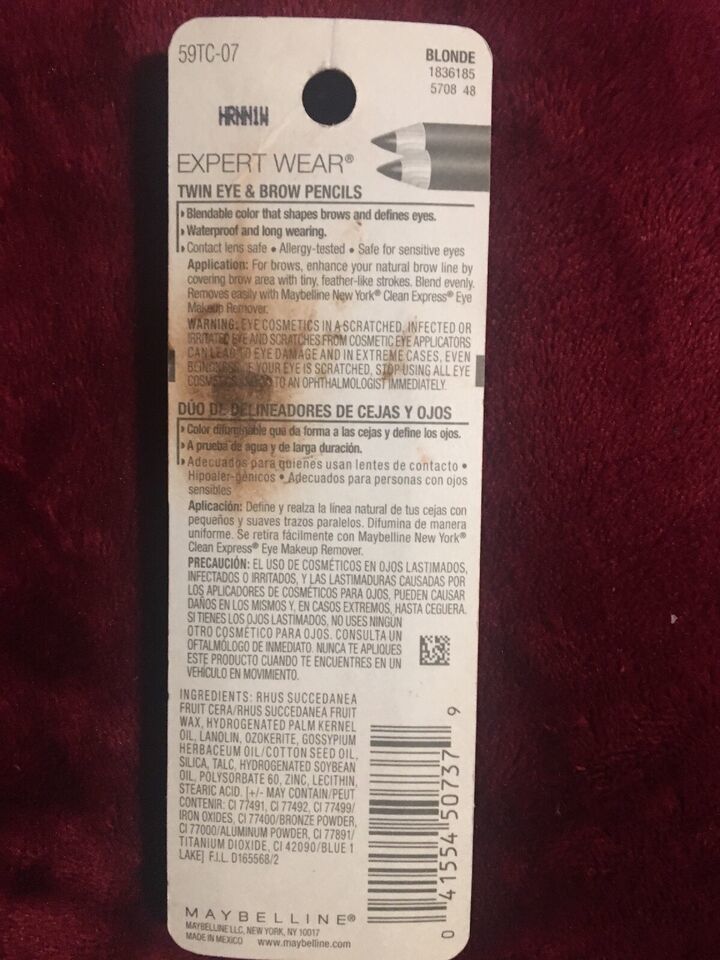 59TC-07
BLONDE
1836185
5708 48
HRNN1W
EXPERT WEAR®
TWIN EYE & BROW PENCILS
Blendable color that shapes brows and defines eyes.
Waterproof and long wearing.
Contact lens safe • Allergy-tested • Safe for sensitive eyes
Application: For brows, enhance your natural brow line by
covering brow area with tiny, feather-like strokes. Blend evenly.
Removes easily with Maybelline New York® Clean Express® Eye
Makeup Remover.
WARNING: EYE COSMETICS IN A SCRATCHED, INFECTED OR
IRRITATED EYE AND SCRATCHES FROM COSMETIC EYE APPLICATORS
CAN LEAD TO EYE DAMAGE AND IN EXTREME CASES, EVEN
YOUR EYE IS SCRATCHED, STOP USING ALL EYE
TO AN OPHTHALMOLOGIST IMMEDIATELY.
DÚO DE DELINEADORES DE CEJAS Y OJOS
Color difuminable que da forma a las cejas y define los ojos.
A prueba de agua y de larga duración.
Adecuados para quienes usan lentes de contacto •
Hipoaler-génicos • Adecuados para personas con ojos
sensibles
Aplicación: Define y realza la línea natural de tus cejas con
pequeños y suaves trazos paralelos. Difumina de manera
uniforme. Se retira fácilmente con Maybelline New York®
Clean Express® Eye Makeup Remover.
PRECAUCIÓN: EL USO DE COSMÉTICOS EN OJOS LASTIMADOS,
INFECTADOS O IRRITADOS, Y LAS LASTIMADURAS CAUSADAS POR
LOS APLICADORES DE COSMÉTICOS PARA OJOS, PUEDEN CAUSAR
DAÑOS EN LOS MISMOS Y, EN CASOS EXTREMOS, HASTA CEGUERA.
SI TIENES LOS OJOS LASTIMADOS, NO USES NINGÚN
OTRO COSMÉTICO PARA OJOS. CONSULTA UN
OFTALMÓLOGO DE INMEDIATO. NUNCA TE APLIQUES
ESTE PRODUCTO CUANDO TE ENCUENTRES EN UN
VEHÍCULO EN MOVIMIENTO.
INGREDIENTS: RHUS SUCCEDANEA
FRUIT CERA/RHUS SUCCEDANEA FRUIT
WAX, HYDROGENATED PALM KERNEL
OIL, LANOLIN, OZOKERITE, GOSSYPIUM
HERBACEUM OIL/COTTON SEED OIL,
SILICA, TALC, HYDROGENATED SOYBEAN
OIL, POLYSORBATE 60, ZINC, LECITHIN,
STEARIC ACID. [+/- MAY CONTAIN/PEUT
CONTENIR: CI 77491, CI 77492, CI 77499/
IRON OXIDES, CI 77400/BRONZE POWDER,
CI 77000/ALUMINUM POWDER, CI 77891/
TITANIUM DIOXIDE, CI 42090/BLUE 1
LAKE] F.I.L. D165568/2
0 41554 50737 9
MAYBELLINE®
MAYBELLINE LLC, NEW YORK, NY 10017
MADE IN MEXICO www.maybelline.com